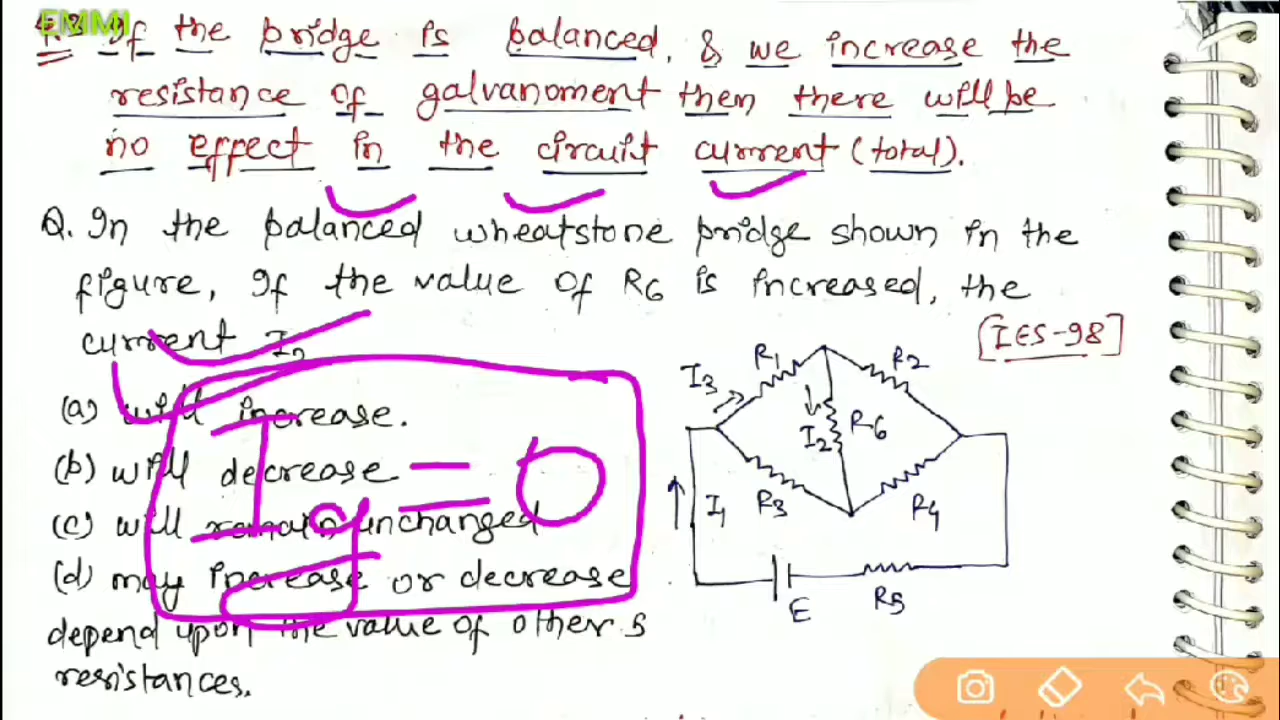 EMMI
If the bridge is balanced, & we increase the
resistance of galvanoment then there will be
no effect in the circuit current (total).
Q. In the balanced wheatstone bridge shown in the
figure, If the value of R6 is increased, the
current I2
[IES-98]
(a) will increase.
(b) will decrease
(c) will remain unchanged
(d) may increase or decrease
depend upon the value of other 5
resistances.
Ig = 0
I3
R1
R2
I2
R6
R3
R4
I1
E
R5